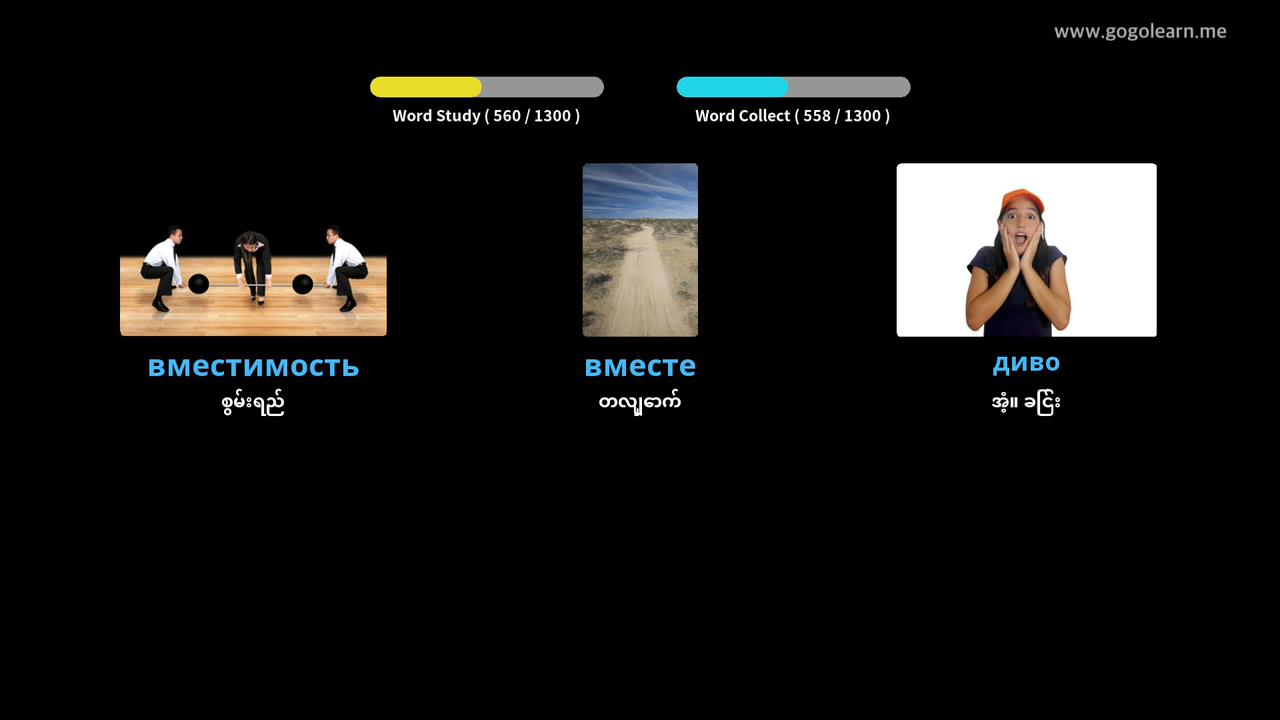 www.gogolearn.me
Word Study ( 560 / 1300 )
Word Collect ( 558 / 1300 )
вместимость
вместе
диво
စွမ်းရည်
တလျှောက်
အံ့။ ခင်ြး